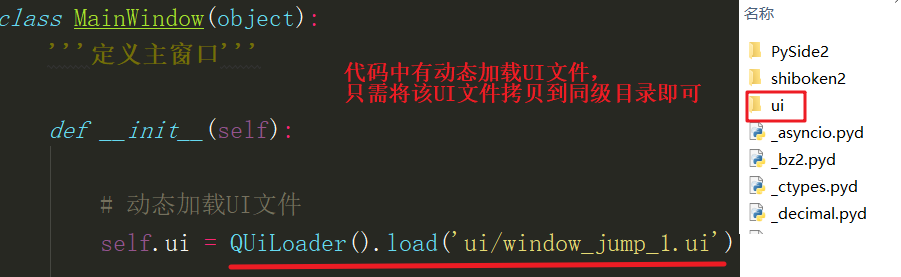 class MainWindow(object):
'''定义主窗口'''
代码中有动态加载UI文件，
只需将该UI文件拷贝到同级目录即可
def __init__(self):
# 动态加载UI文件
self.ui = QUiLoader().load('ui/window_jump_1.ui')
名称
PySide2
shiboken2
ui
_asyncio.pyd
_bz2.pyd
_ctypes.pyd
_decimal.pyd